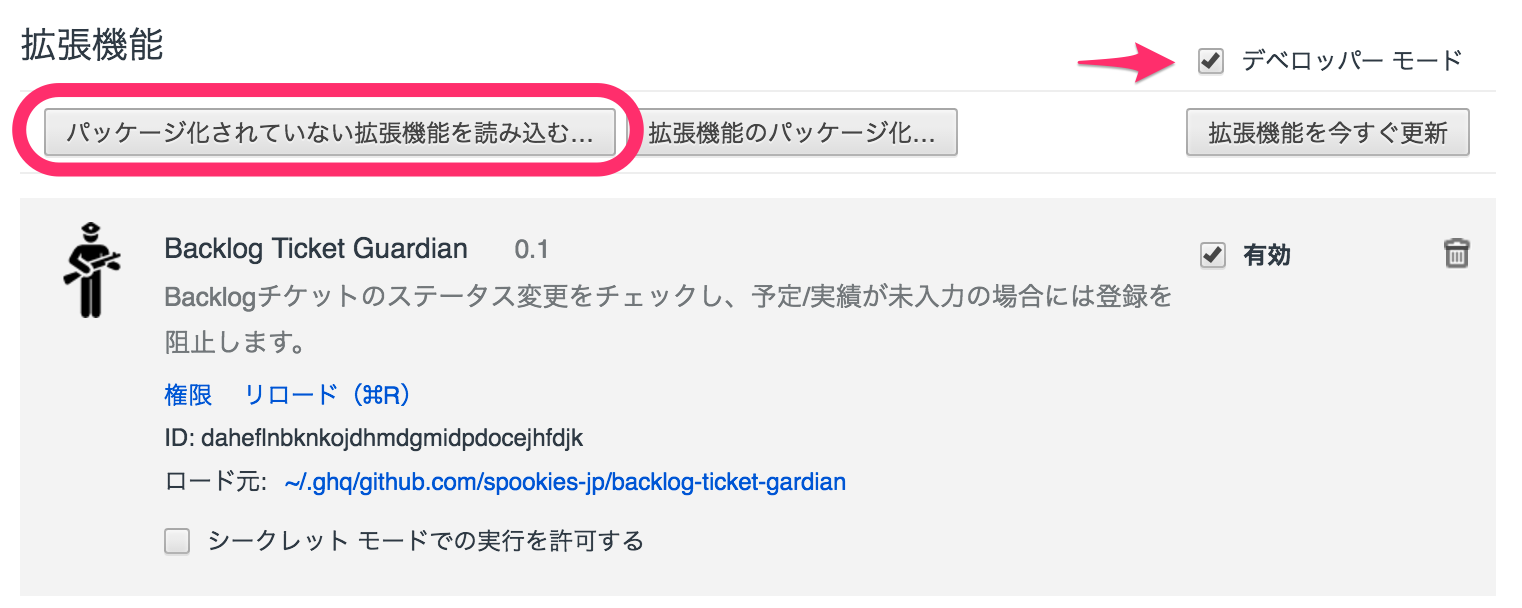 拡張機能
デベロッパー モード
パッケージ化されていない拡張機能を読み込む... 拡張機能のパッケージ化... 拡張機能を今すぐ更新
Backlog Ticket Guardian 0.1
有効
Backlogチケットのステータス変更をチェックし、予定/実績が未入力の場合には登録を
阻止します。
権限 リロード（⌘R）
ID: daheflnbknkojdhmdgmidpdocejhfdjk
ロード元: ~/.ghq/github.com/spookies-jp/backlog-ticket-gardian
シークレット モードでの実行を許可する